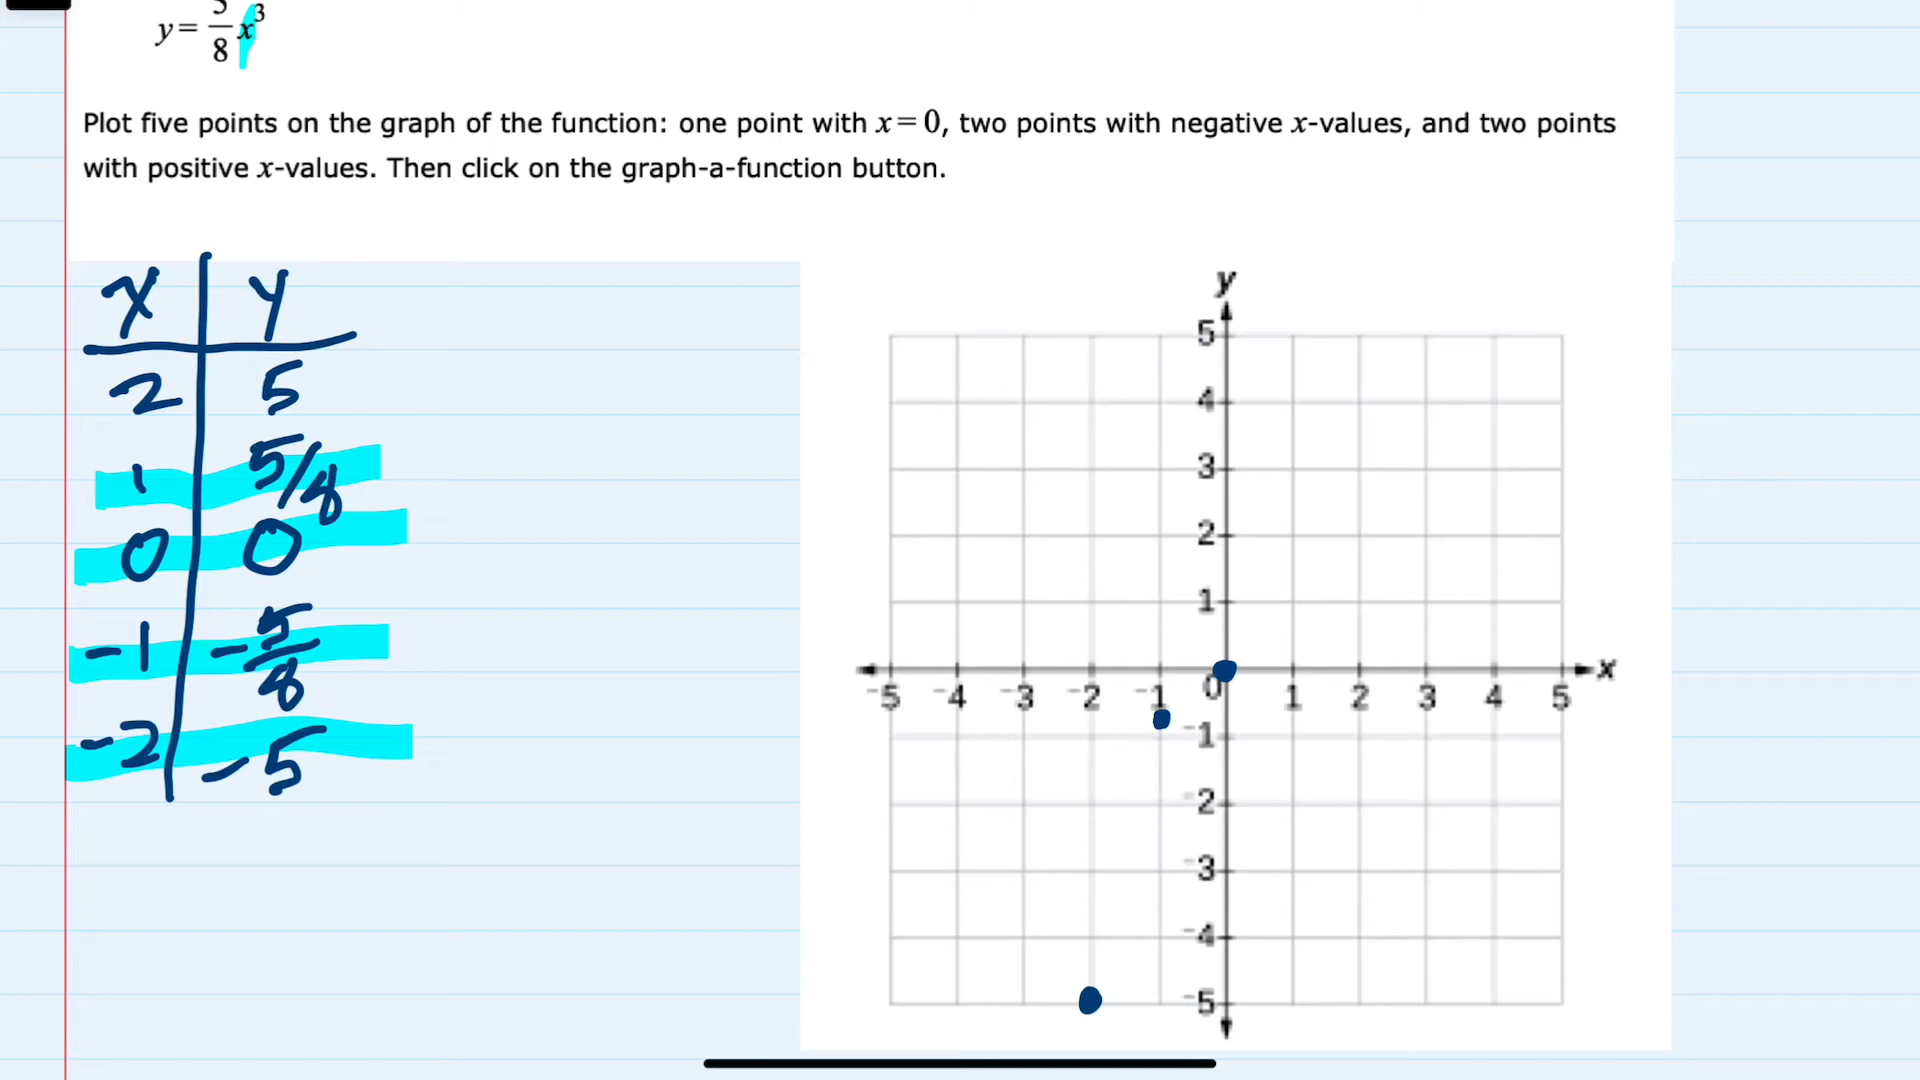 y= 5/8 x³
Plot five points on the graph of the function: one point with x=0, two points with negative x-values, and two points
with positive x-values. Then click on the graph-a-function button.
x y
2 5
1 5/8
0 0
-1 -5/8
-2 -5
y
5
4
3
2
1
-5 -4 -3 -2 -1 0 1 2 3 4 5 x
-1
-2
-3
-4
-5